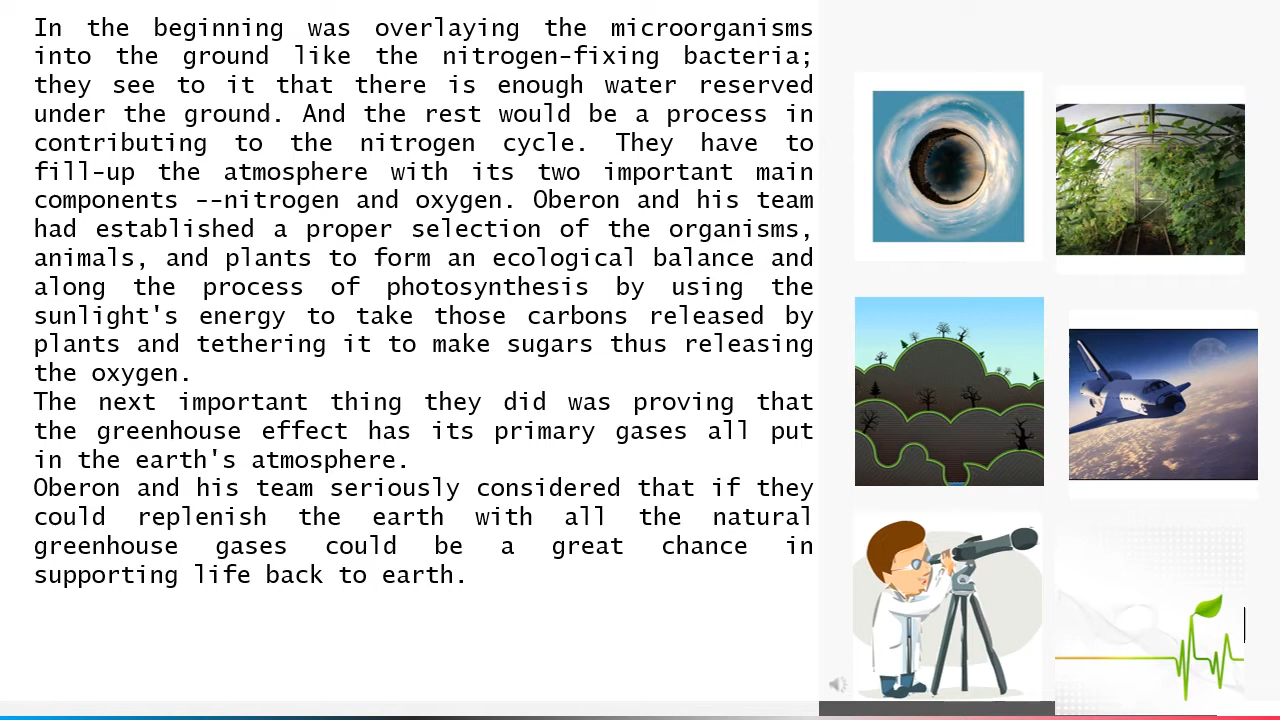 In the beginning was overlaying the microorganisms
into the ground like the nitrogen-fixing bacteria;
they see to it that there is enough water reserved
under the ground. And the rest would be a process in
contributing to the nitrogen cycle. They have to
fill-up the atmosphere with its two important main
components --nitrogen and oxygen. Oberon and his team
had established a proper selection of the organisms,
animals, and plants to form an ecological balance and
along the process of photosynthesis by using the
sunlight's energy to take those carbons released by
plants and tethering it to make sugars thus releasing
the oxygen.
The next important thing they did was proving that
the greenhouse effect has its primary gases all put
in the earth's atmosphere.
Oberon and his team seriously considered that if they
could replenish the earth with all the natural
greenhouse gases could be a great chance in
supporting life back to earth.